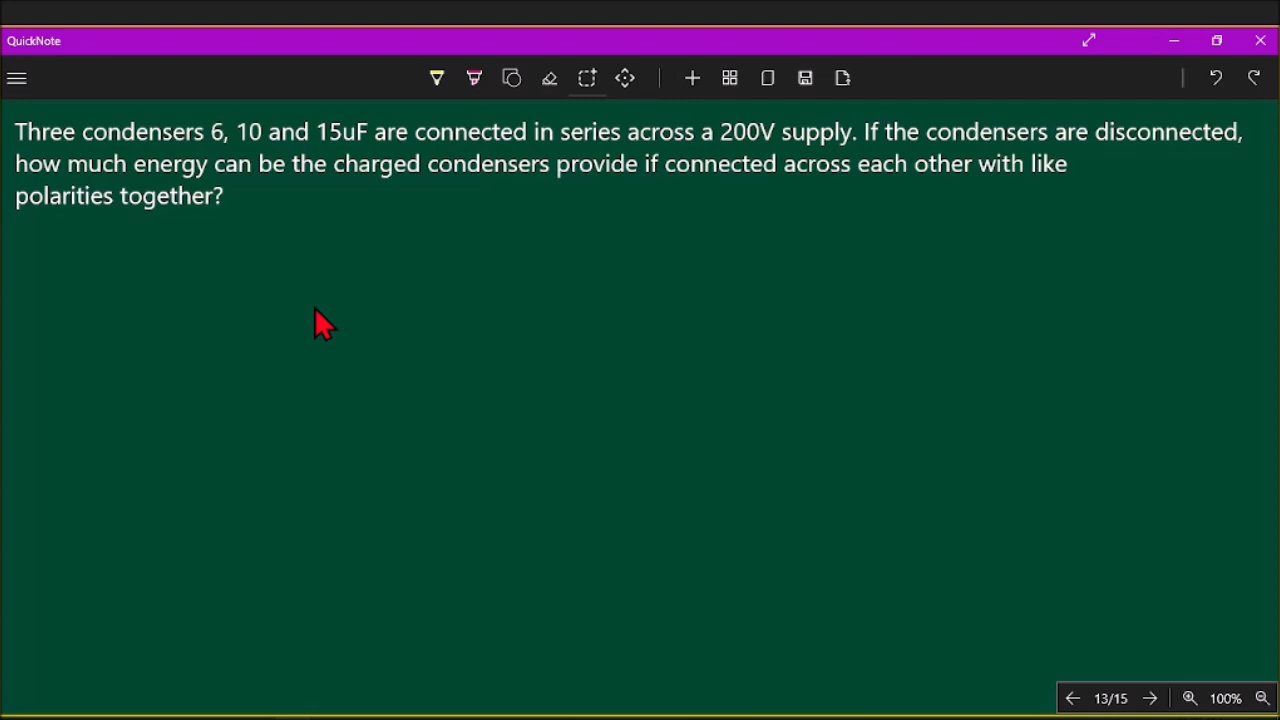 QuickNote
Three condensers 6, 10 and 15uF are connected in series across a 200V supply. If the condensers are disconnected,
how much energy can be the charged condensers provide if connected across each other with like
polarities together?
13/15
100%